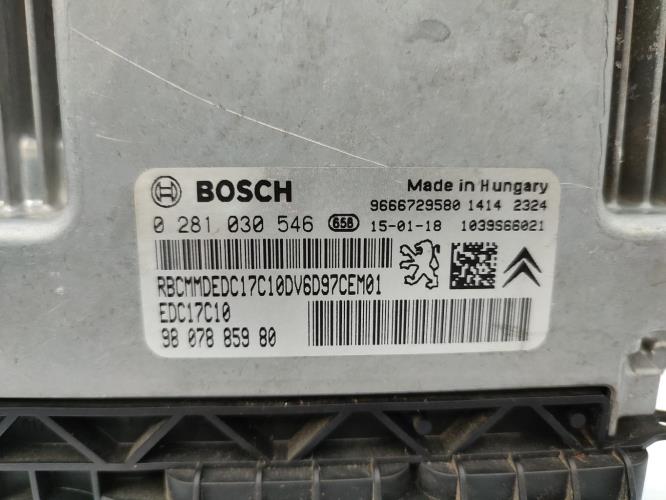 BOSCH
Made in Hungary
9666729580 1414 2324
0 281 030 546 658 15-01-18 1039S66021
RBCMMDEDC17C10DV6D97CEM01
EDC17C10
98 078 859 80